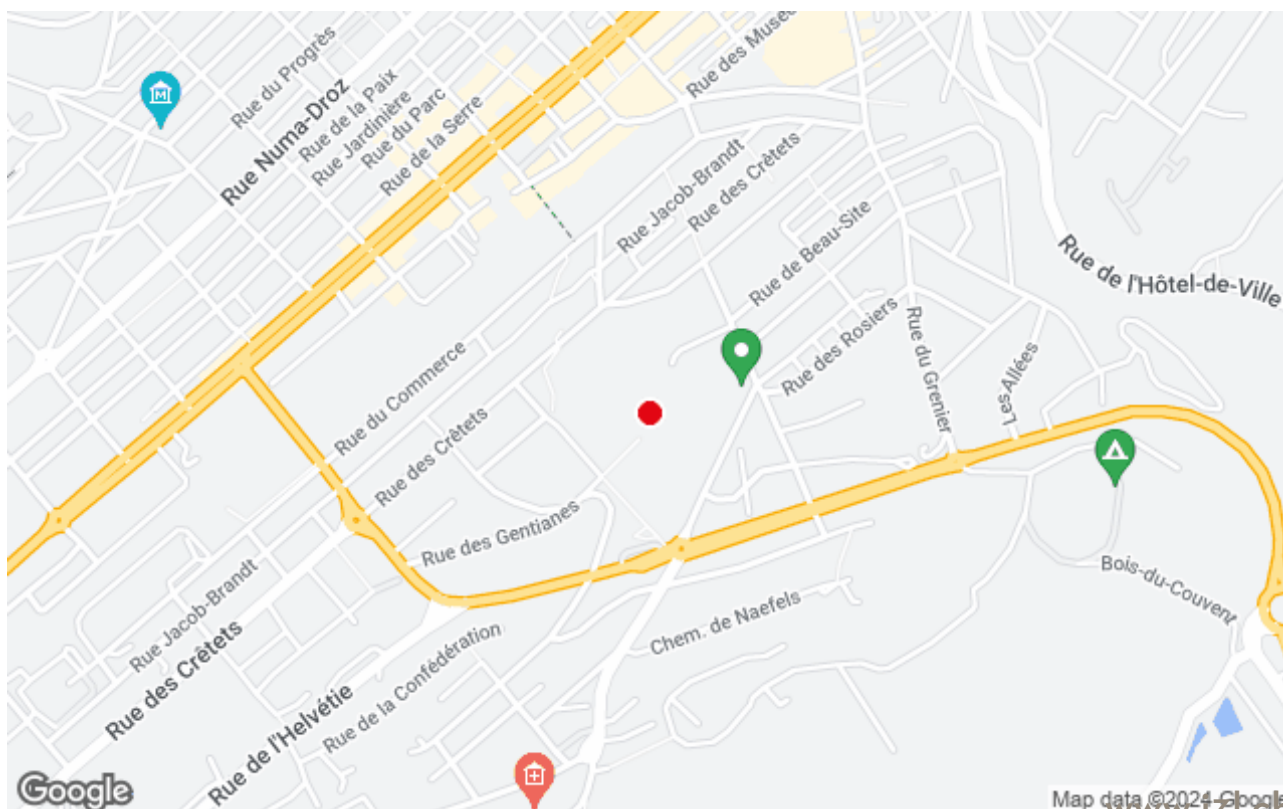 Rue du Progrès
Rue des Musé
Rue Numa-Droz
Rue de la Paix
Rue Jardinière
Rue du Parc
Rue de la Serre
Rue Jacob-Brandt
Rue des Crêtets
Rue de Beau-Site
Rue de l'Hôtel-de-Ville
Rue des Rosiers
Rue du Grenier
Les Allées
Rue du Commerce
Rue des Crêtets
Rue des Gentianes
Bois-du-Couvent
Rue Jacob-Brandt
Chem. de Naefels
Rue des Crêtets
Rue de la Confédération
Rue de l'Helvétie
Google
Map data ©2024 Google